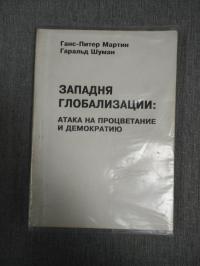 Ганс-Питер Мартин
Гаральд Шуман
ЗАПАДНЯ
ГЛОБАЛИЗАЦИИ:
АТАКА НА ПРОЦВЕТАНИЕ
И ДЕМОКРАТИЮ